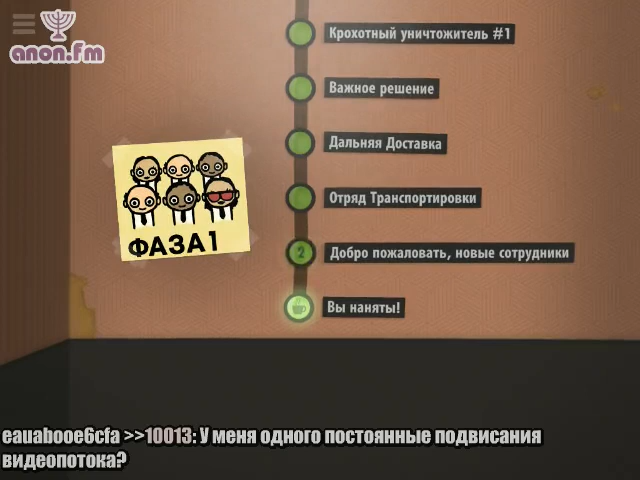 anon.fm
Крохотный уничтожитель #1
Важное решение
Дальняя Доставка
Отряд Транспортировки
2
Добро пожаловать, новые сотрудники
Вы наняты!
ФАЗА1
eauabooe6cfa >>10013: У меня одного постоянные подвисания
видеопотока?